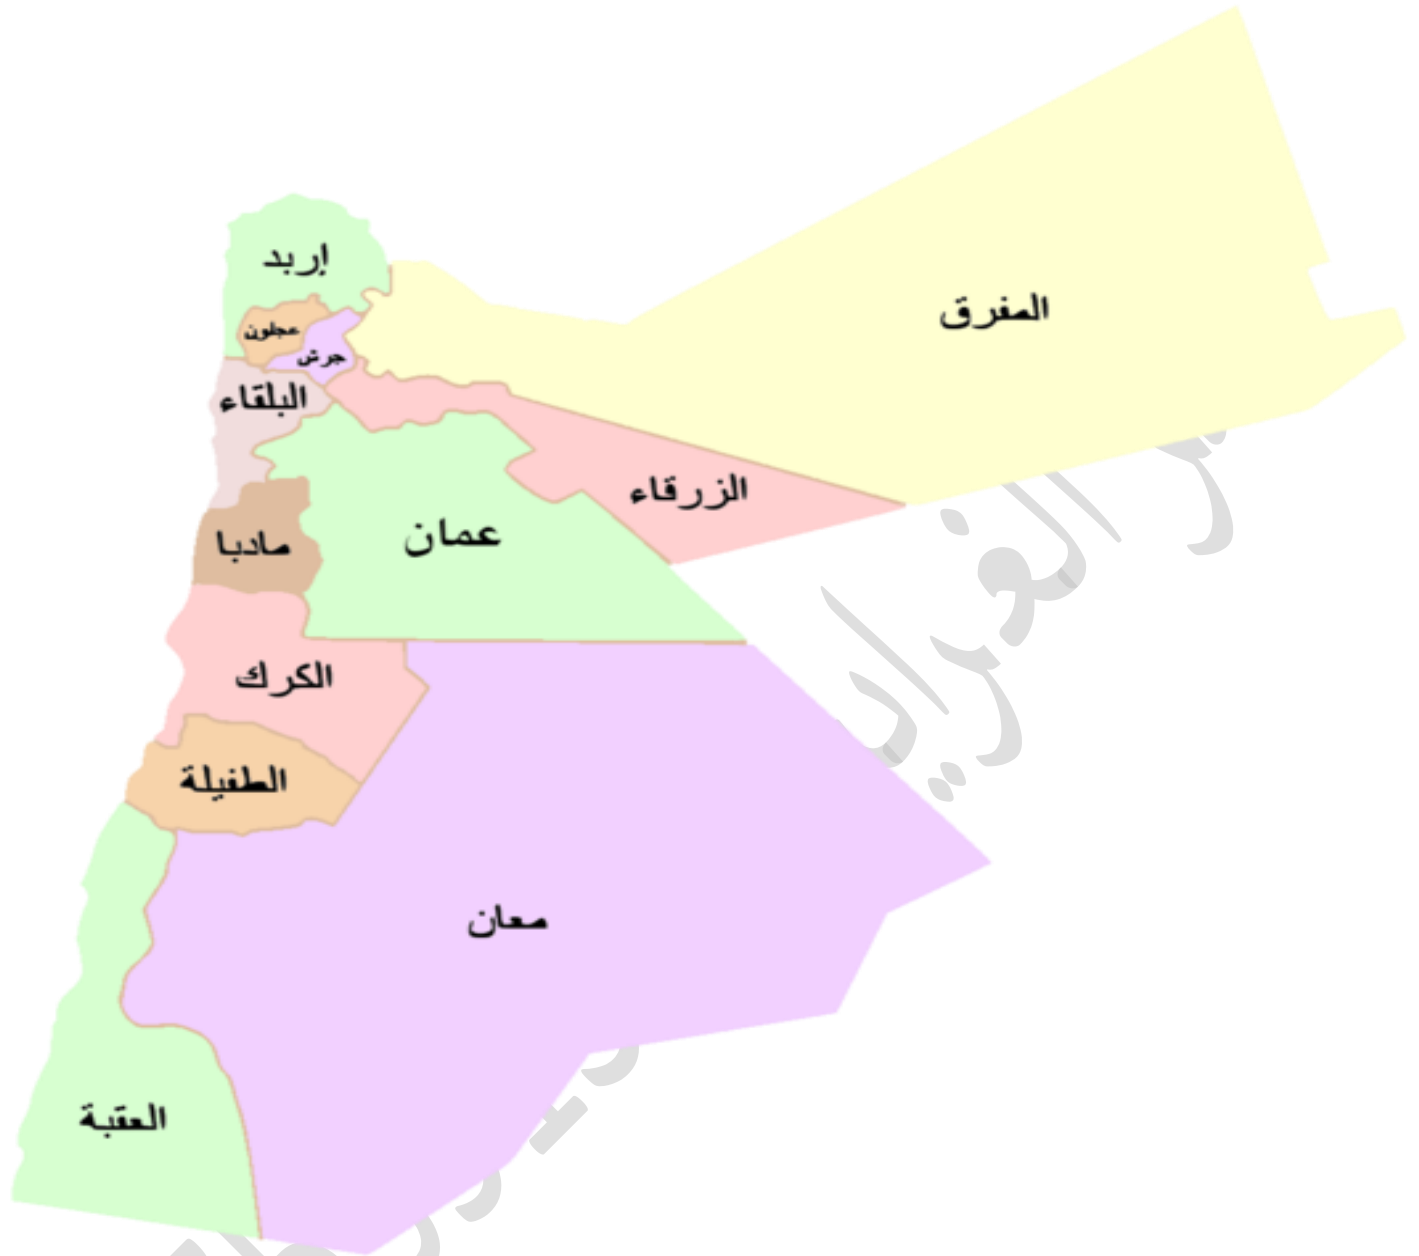 إربد
المفرق
عجلون
جرش
البلقاء
الزرقاء
عمان
مادبا
الكرك
الطفيلة
معان
العقبة